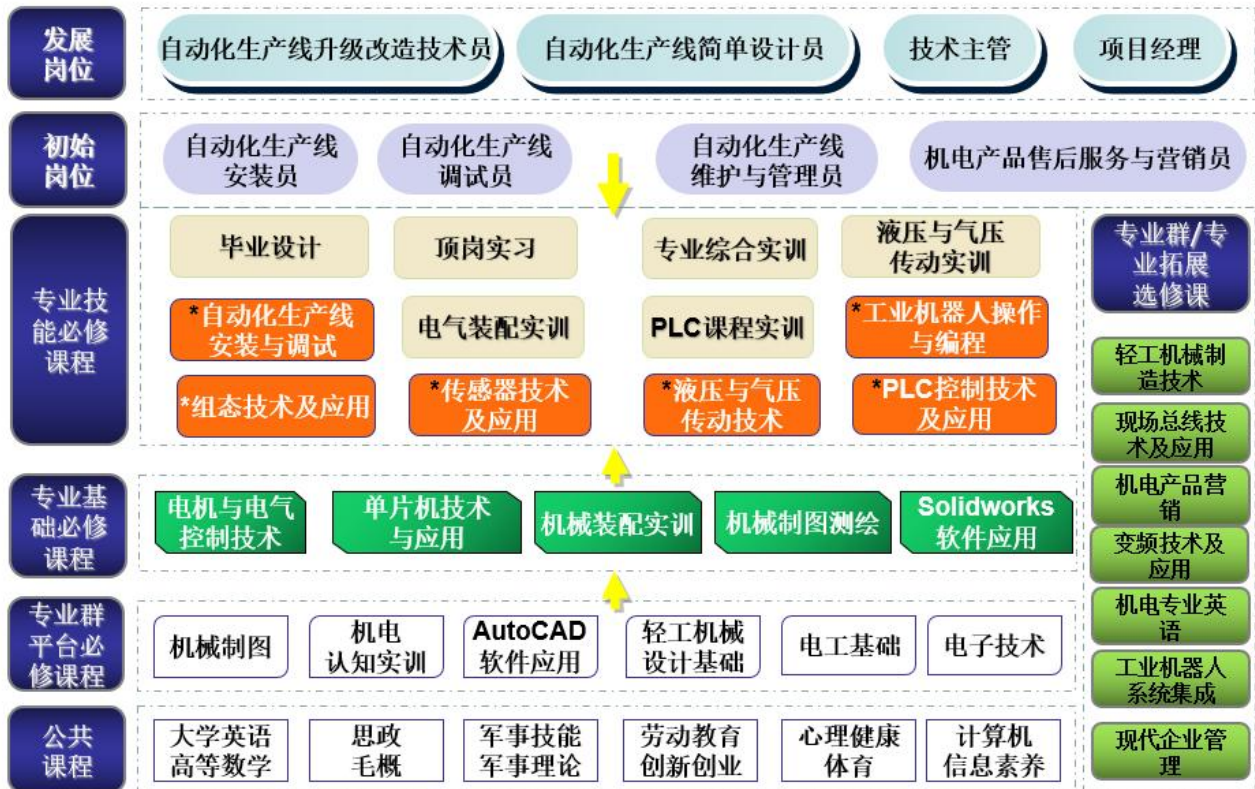 发展
岗位
自动化生产线升级改造技术员
自动化生产线简单设计员
技术主管
项目经理
初始
岗位
自动化生产线
安装员
自动化生产线
调试员
自动化生产线
维护与管理员
机电产品售后服务与营销员
专业技
能必修
课程
毕业设计
顶岗实习
专业综合实训
液压与气压
传动实训
*自动化生产线
安装与调试
电气装配实训
PLC课程实训
*工业机器人操作
与编程
*组态技术及应用
*传感器技术
及应用
*液压与气压
传动技术
*PLC控制技术
及应用
专业群/专
业拓展
选修课
轻工机械制
造技术
现场总线技
术及应用
机电产品营
销
变频技术及
应用
机电专业英
语
工业机器人
系统集成
现代企业管
理
专业基
础必修
课程
电机与电气
控制技术
单片机技术
与应用
机械装配实训
机械制图测绘
Solidworks
软件应用
专业群
平台必
修课程
机械制图
机电
认知实训
AutoCAD
软件应用
轻工机械
设计基础
电工基础
电子技术
公共
课程
大学英语
高等数学
思政
毛概
军事技能
军事理论
劳动教育
创新创业
心理健康
体育
计算机
信息素养